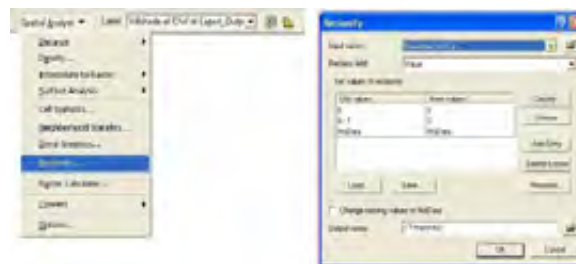 Spatial Analyst Layer:
Distance
Density...
Interpolate to Raster
Surface Analysis
Cell Statistics...
Neighborhood Statistics...
Zonal Statistics...
Reclassify...
Raster Calculator...
Convert
Options...
Reclassify
Input raster:
Reclass field: Value
Set values to reclassify
Old values New values
NoData NoData
Classify
Unique
Add Entry
Delete Entries
Load... Save... Precision...
Change missing values to NoData
Output raster: <Temporary>
OK Cancel